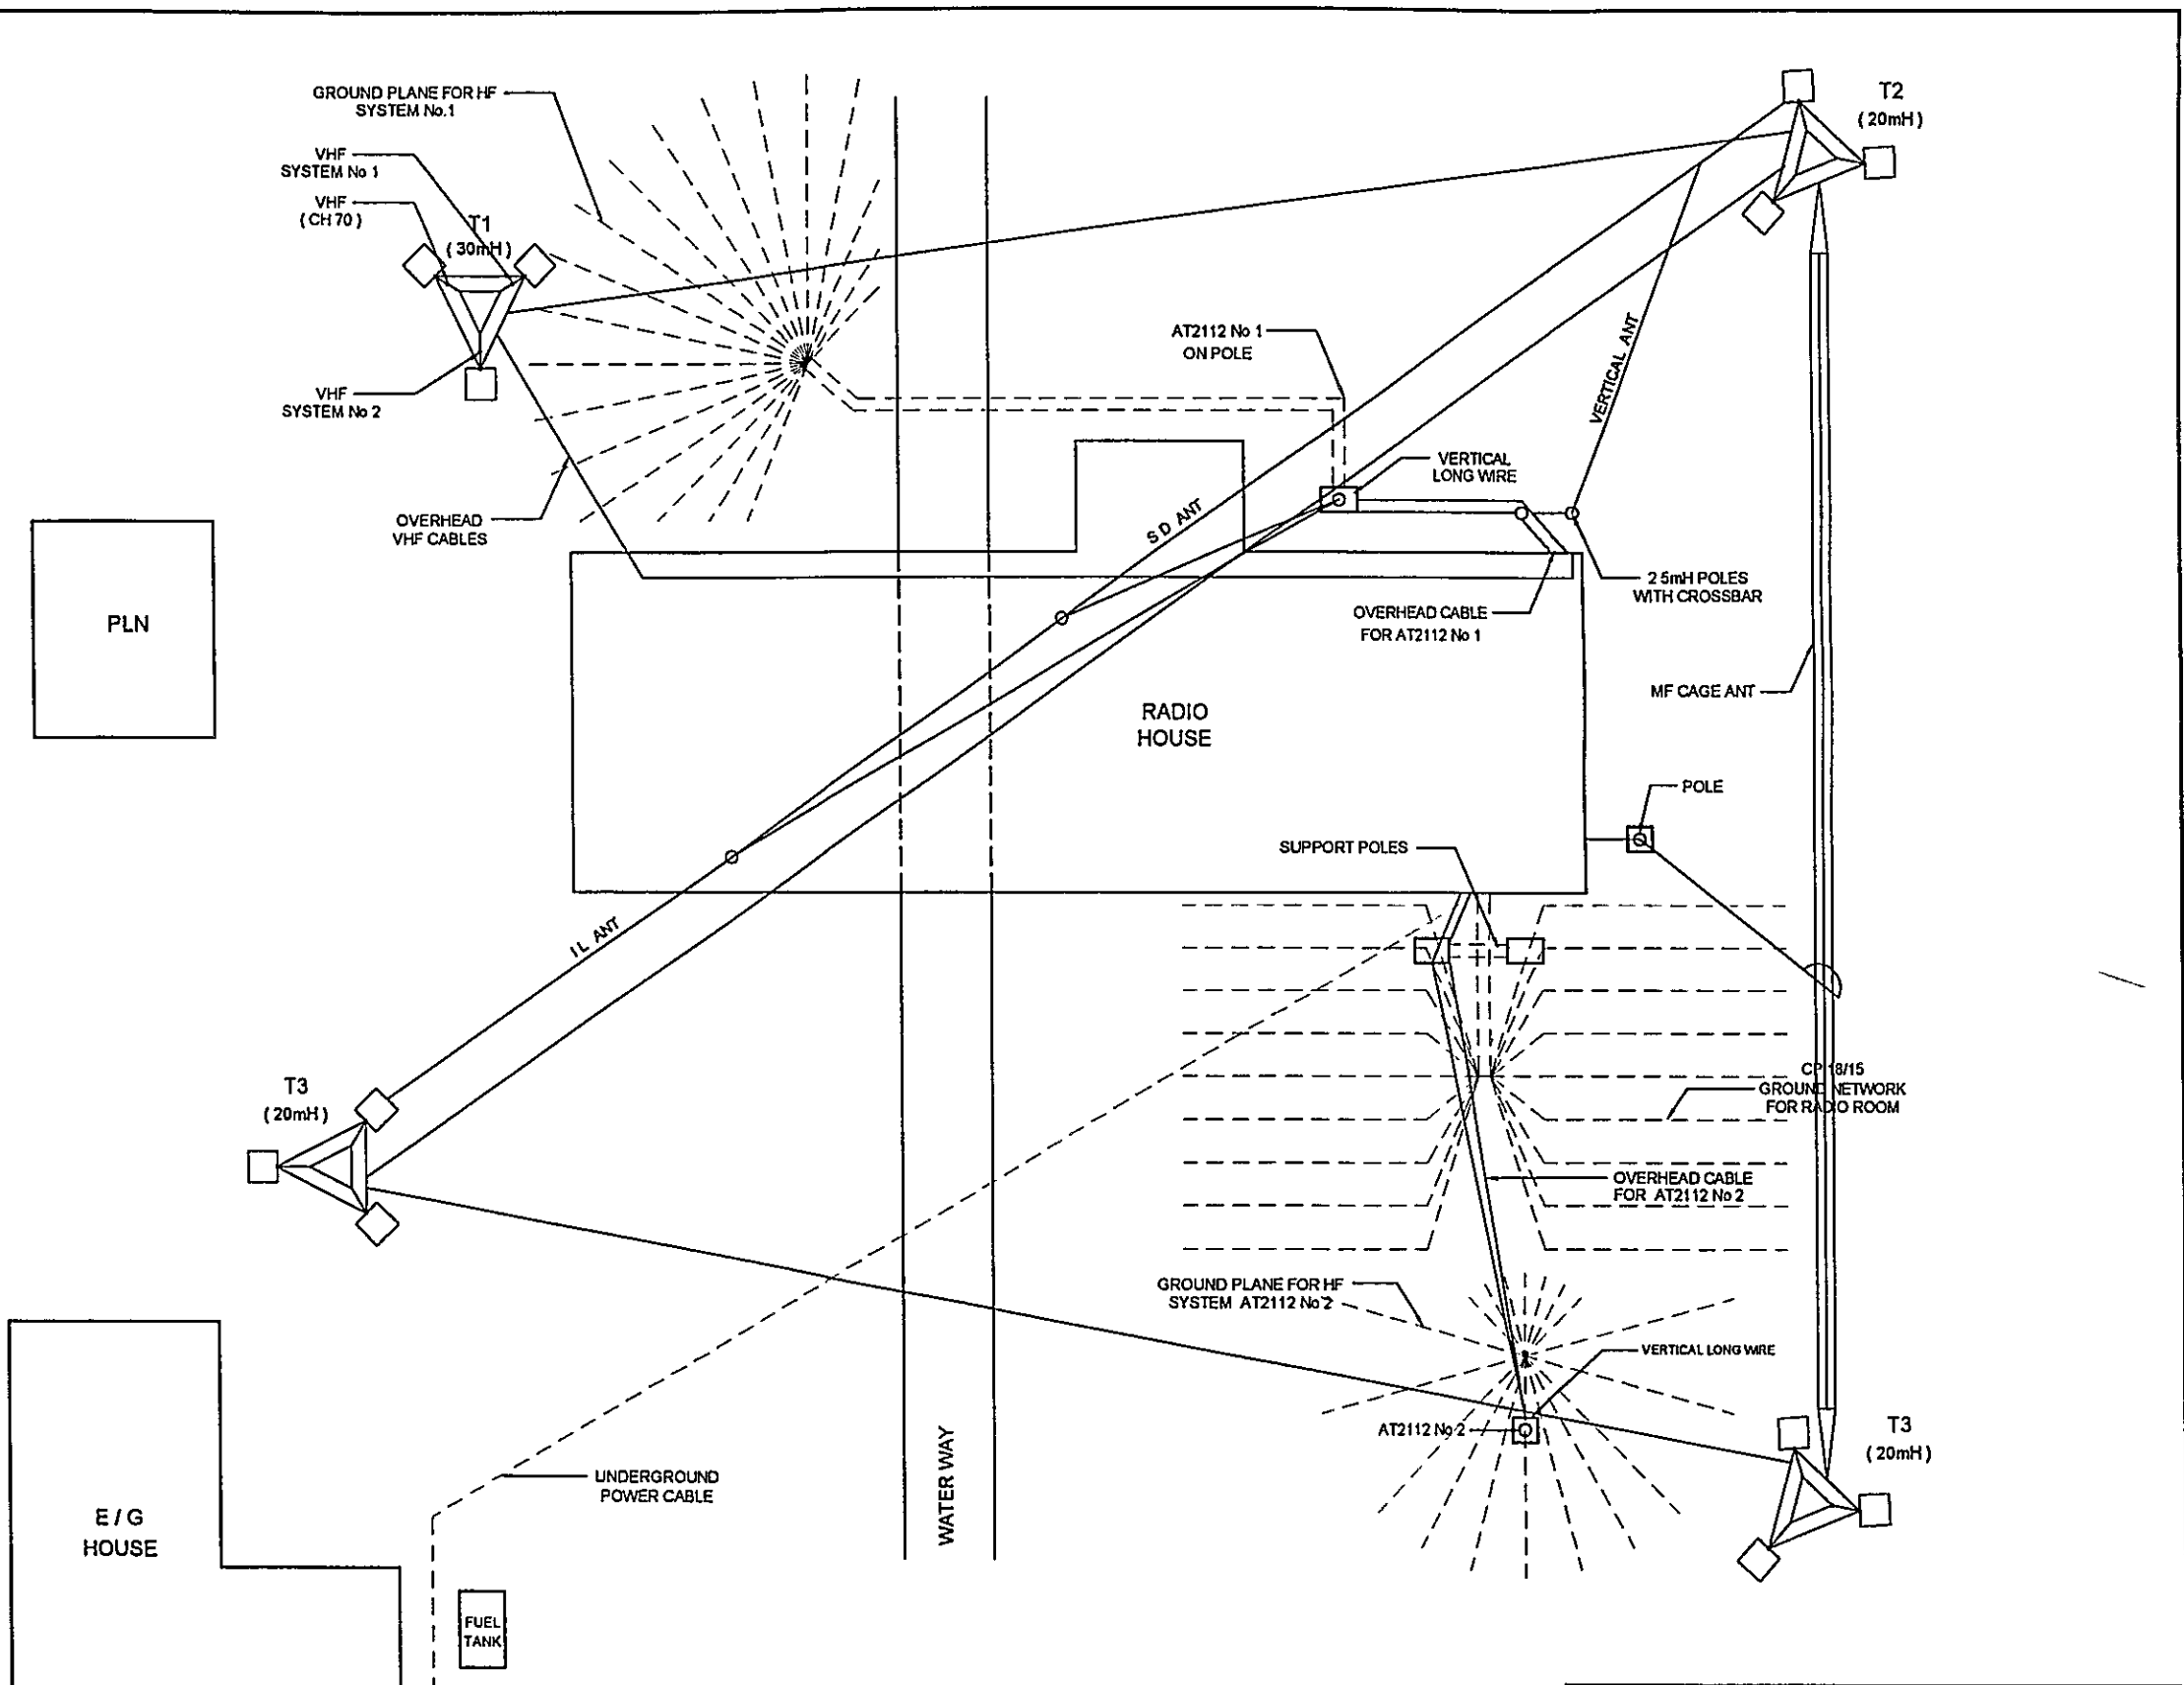 GROUND PLANE FOR HF
SYSTEM No.1
VHF
SYSTEM No 1
VHF
(CH 70)
T1
(30mH)
VHF
SYSTEM No 2
OVERHEAD
VHF CABLES
T2
(20mH)
AT2112 No 1
ON POLE
VERTICAL ANT
VERTICAL
LONG WIRE
S D ANT
2 5mH POLES
WITH CROSSBAR
OVERHEAD CABLE
FOR AT2112 No 1
PLN
RADIO
HOUSE
MF CAGE ANT
POLE
SUPPORT POLES
I L ANT
T3
(20mH)
CP 18/15
GROUND NETWORK
FOR RADIO ROOM
OVERHEAD CABLE
FOR AT2112 No 2
GROUND PLANE FOR HF
SYSTEM AT2112 No 2
VERTICAL LONG WIRE
AT2112 No 2
T3
(20mH)
WATER WAY
UNDERGROUND
POWER CABLE
E / G
HOUSE
FUEL
TANK